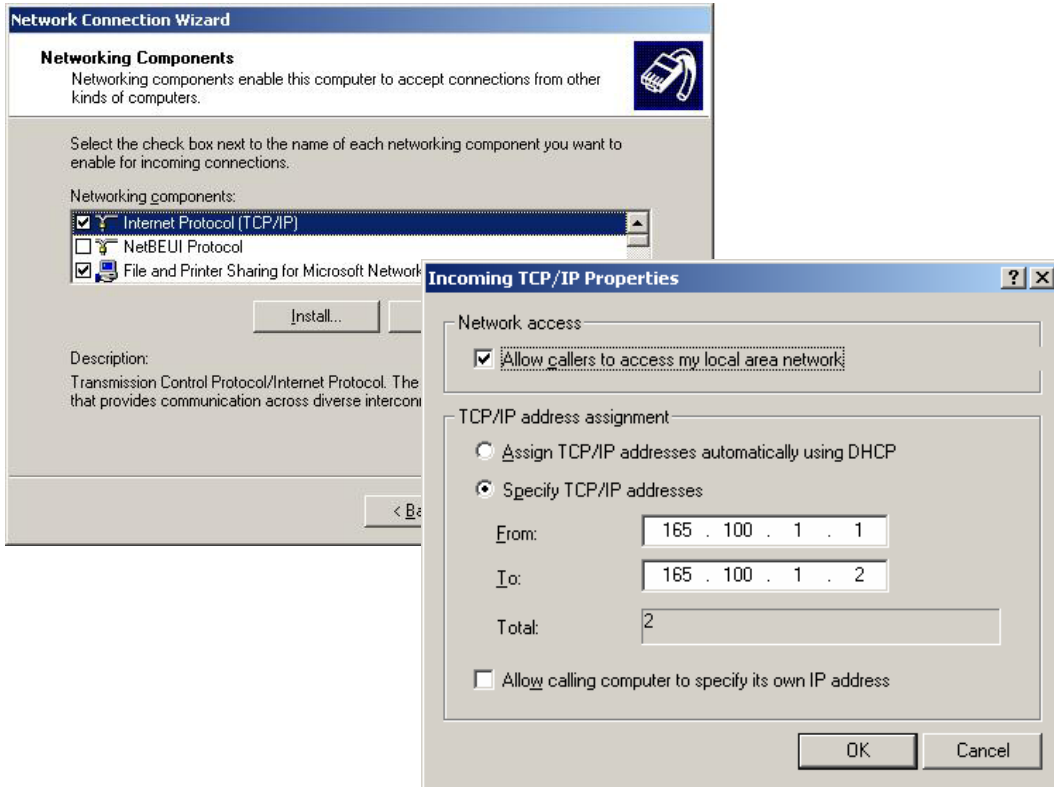 Network Connection Wizard
Networking Components
Networking components enable this computer to accept connections from other
kinds of computers.
Select the check box next to the name of each networking component you want to
enable for incoming connections.
Networking components:
Internet Protocol (TCP/IP)
NetBEUI Protocol
File and Printer Sharing for Microsoft Network
Install...
Description:
Transmission Control Protocol/Internet Protocol. The
that provides communication across diverse
< Ba
Incoming TCP/IP Properties
Network access
Allow callers to access my local area network
TCP/IP address assignment
Assign TCP/IP addresses automatically using DHCP
Specify TCP/IP addresses
From: 165 . 100 . 1 . 1
To: 165 . 100 . 1 . 2
Total: 2
Allow calling computer to specify its own IP address
OK Cancel